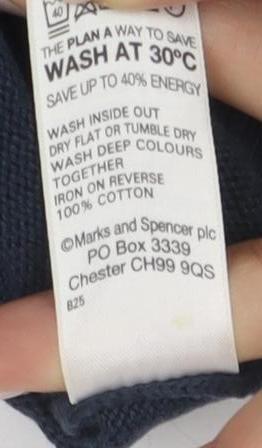 40
THE PLAN A WAY TO SAVE
WASH AT 30°C
SAVE UP TO 40% ENERGY
WASH INSIDE OUT
DRY FLAT OR TUMBLE DRY
WASH DEEP COLOURS
TOGETHER
IRON ON REVERSE
100% COTTON
©Marks and Spencer plc
PO Box 3339
Chester CH99 9QS
B25